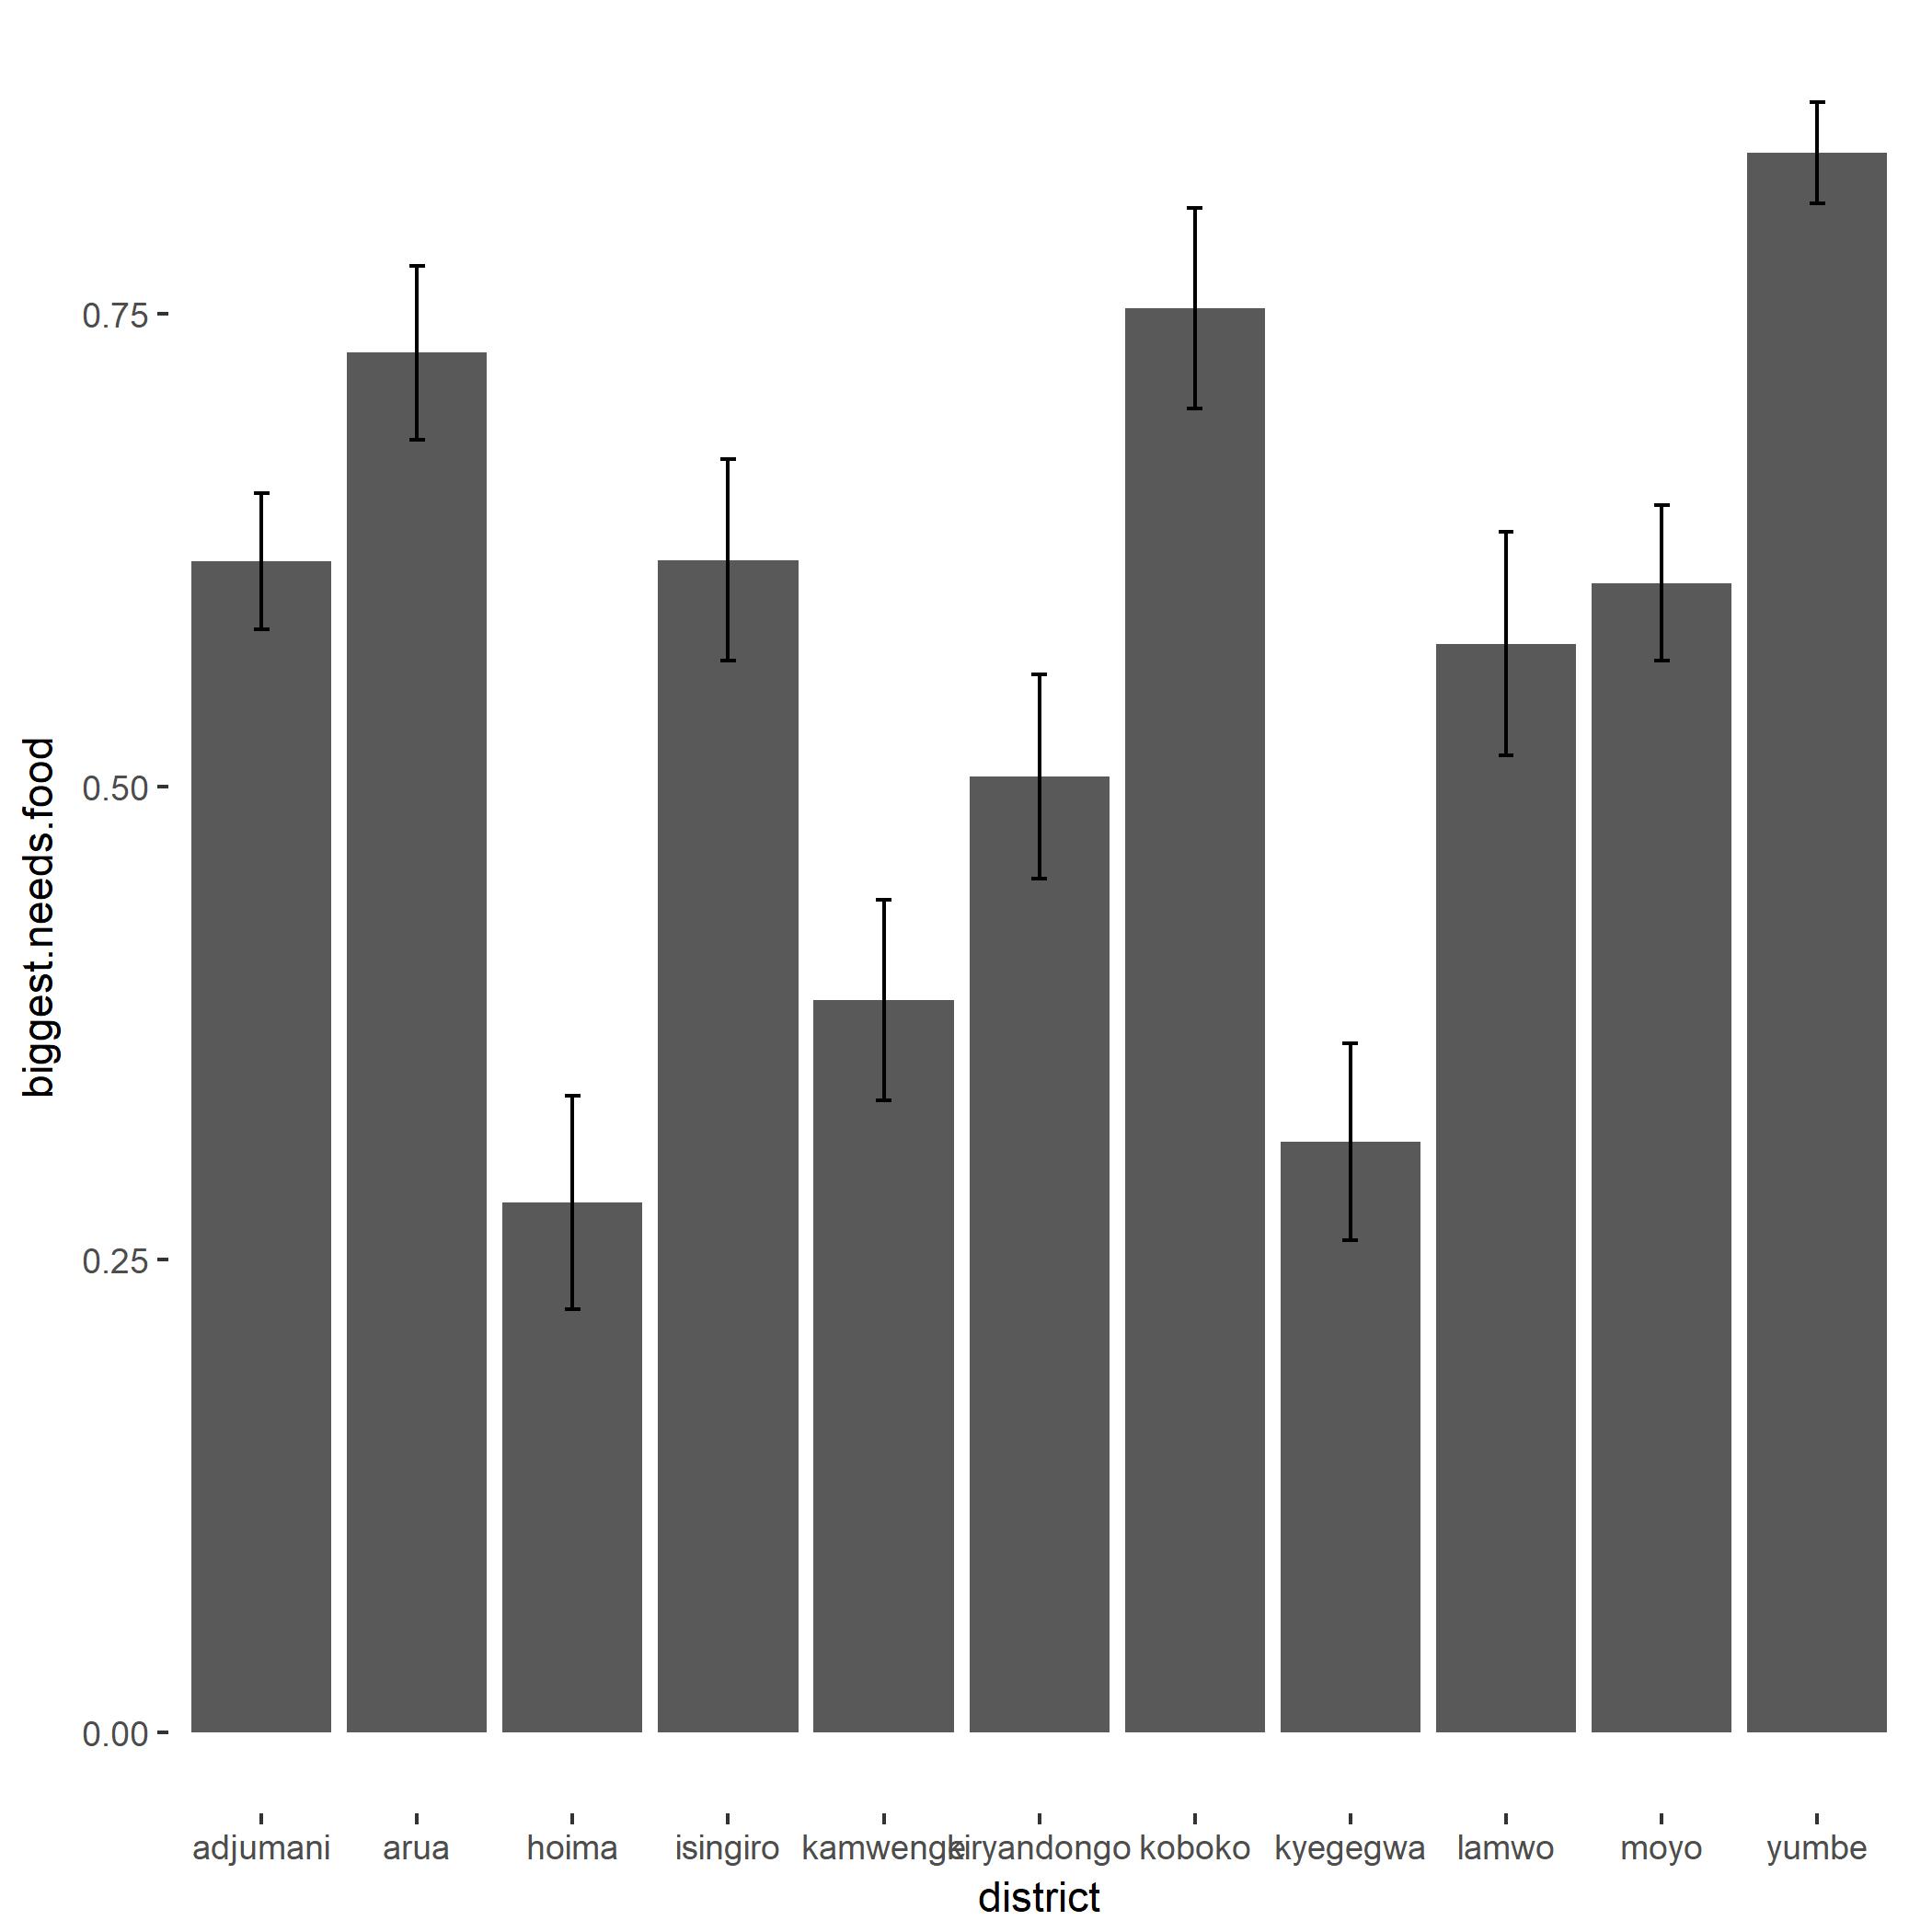 biggest.needs.food
0.75
0.50
0.25
0.00
adjumani arua hoima isingiro kamwenge kiryandongo koboko kyegegwa lamwo moyo yumbe
district